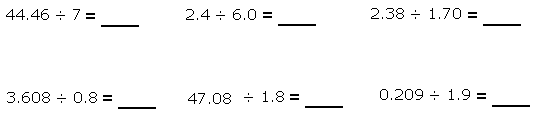 44.46 ÷ 7 = ____ 2.4 ÷ 6.0 = ____ 2.38 ÷ 1.70 = ____
3.608 ÷ 0.8 = ____ 47.08 ÷ 1.8 = ____ 0.209 ÷ 1.9 = ____